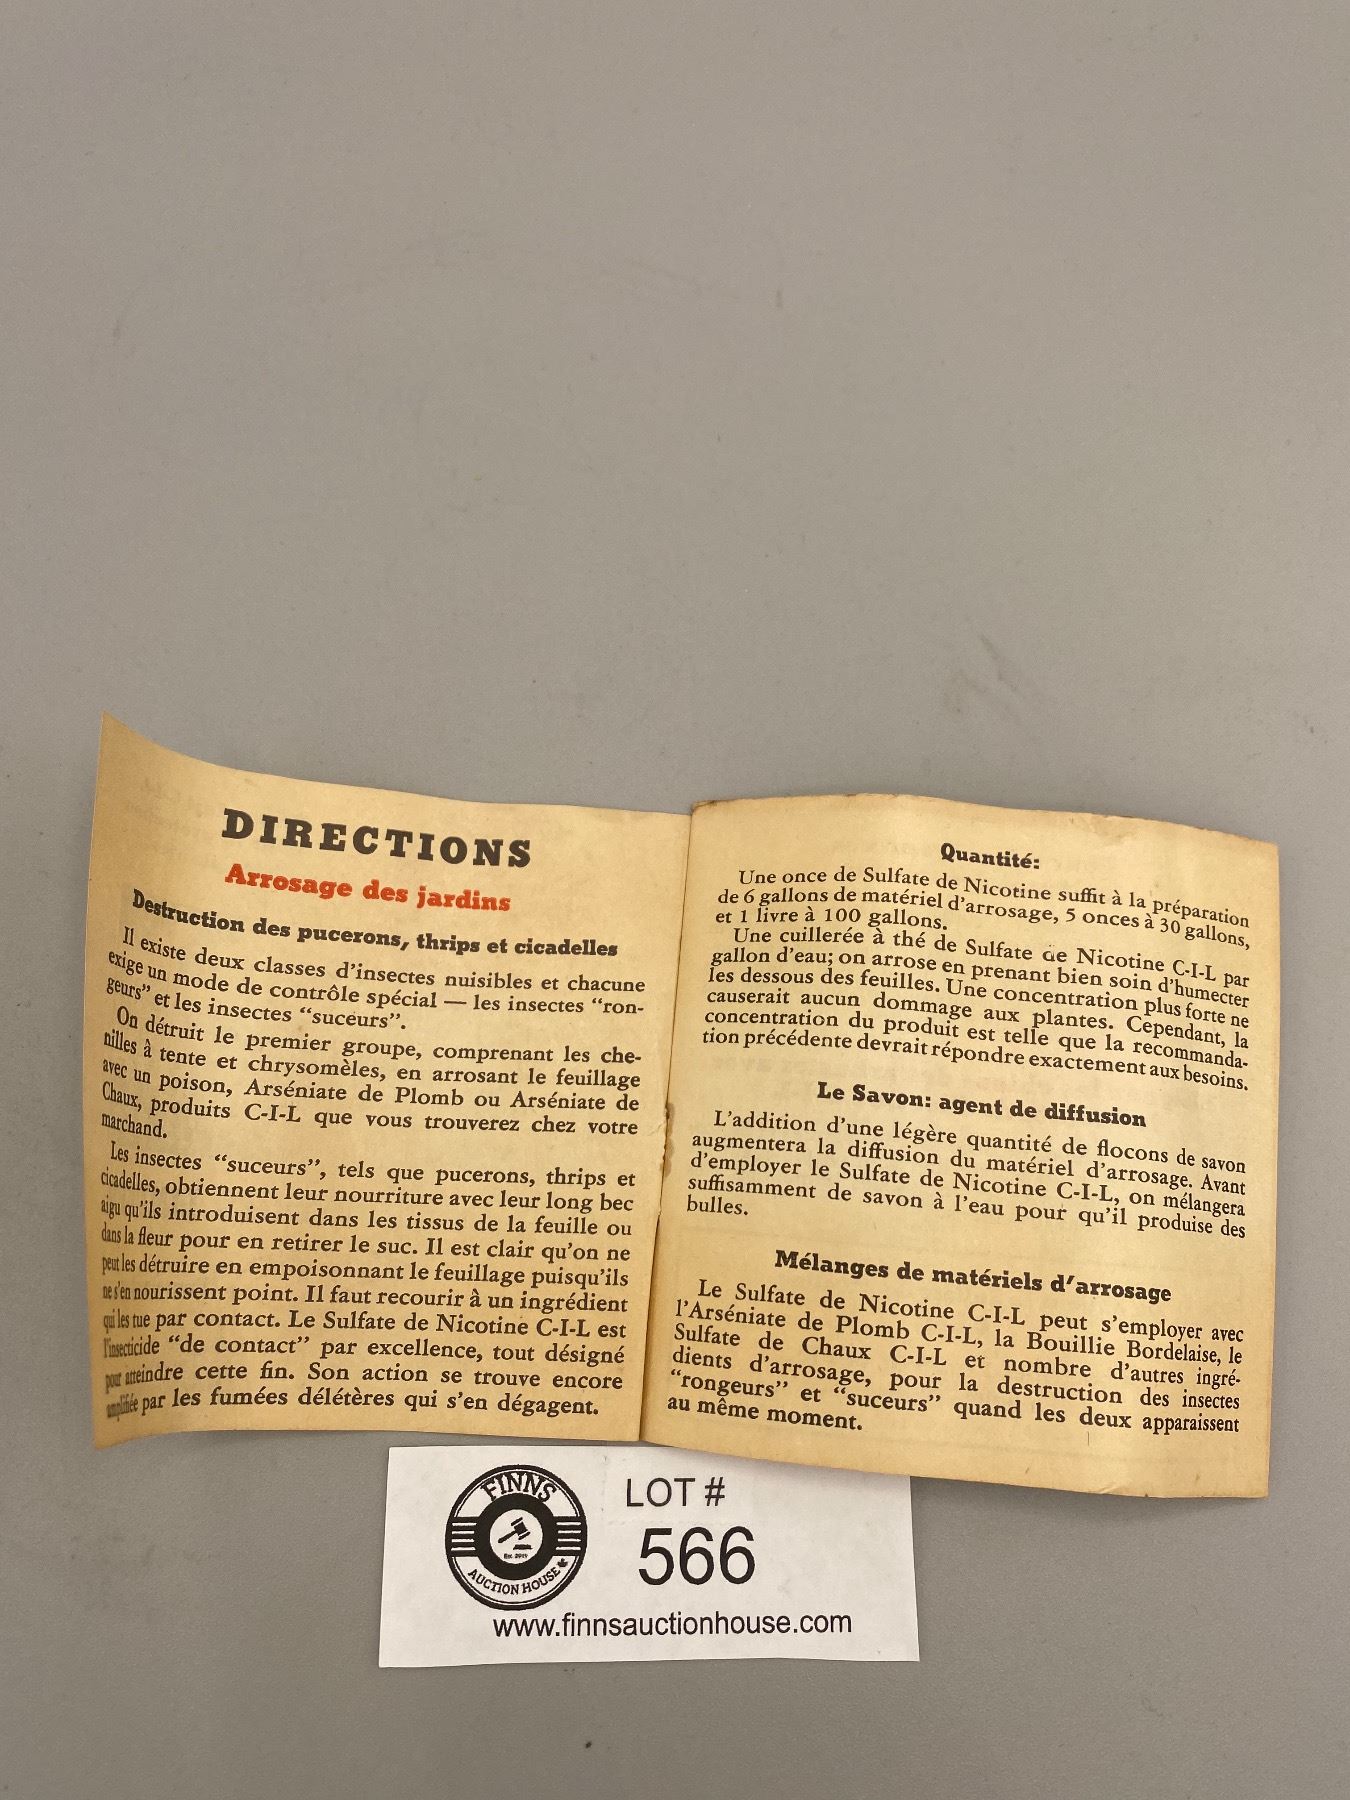 DIRECTIONS
Arrosage des jardins
Destruction des pucerons, thrips et cicadelles
Il existe deux classes d'insectes nuisibles et chacune
exige un mode de contrôle spécial — les insectes "ron-
geurs" et les insectes "suceurs".
On détruit le premier groupe, comprenant les che-
nilles à tente et chrysomèles, en arrosant le feuillage
avec un poison, Arséniate de Plomb ou Arséniate de
Chaux, produits C-I-L que vous trouverez chez votre
marchand.
Les insectes "suceurs", tels que pucerons, thrips et
cicadelles, obtiennent leur nourriture avec leur long bec
aigu qu'ils introduisent dans les tissus de la feuille ou
dans la fleur pour en retirer le suc. Il est clair qu'on ne
peut les détruire en empoisonnant le feuillage puisqu'ils
ne s'en nourissent point. Il faut recourir à un ingrédient
qui les tue par contact. Le Sulfate de Nicotine C-I-L est
l'insecticide "de contact" par excellence, tout désigné
pour atteindre cette fin. Son action se trouve encore
amplifiée par les fumées délétères qui s'en dégagent.
Quantité:
Une once de Sulfate de Nicotine suffit à la préparation
de 6 gallons de matériel d'arrosage, 5 onces à 30 gallons,
et 1 livre à 100 gallons.
Une cuillerée à thé de Sulfate de Nicotine C-I-L par
gallon d'eau; on arrose en prenant bien soin d'humecter
les dessous des feuilles. Une concentration plus forte ne
causerait aucun dommage aux plantes. Cependant, la
concentration du produit est telle que la recommanda-
tion précédente devrait répondre exactement aux besoins.
Le Savon: agent de diffusion
L'addition d'une légère quantité de flocons de savon
augmentera la diffusion du matériel d'arrosage. Avant
d'employer le Sulfate de Nicotine C-I-L, on mélangera
suffisamment de savon à l'eau pour qu'il produise des
bulles.
Mélanges de matériels d'arrosage
Le Sulfate de Nicotine C-I-L peut s'employer avec
l'Arséniate de Plomb C-I-L, la Bouillie Bordelaise, le
Sulfate de Chaux C-I-L et nombre d'autres ingré-
dients d'arrosage, pour la destruction des insectes
"rongeurs" et "suceurs" quand les deux apparaissent
au même moment.
FINNS
Est. 2019
AUCTION HOUSE
LOT #
566
www.finnsauctionhouse.com